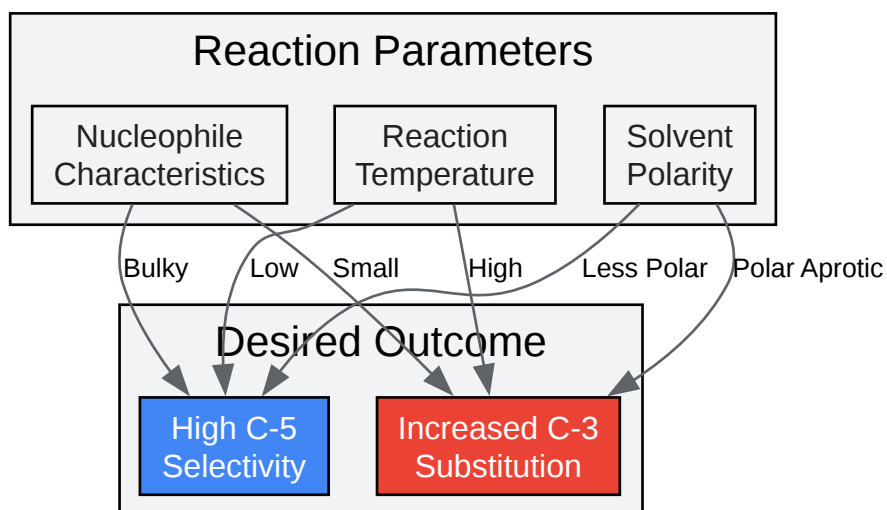 Reaction Parameters
Nucleophile
Characteristics
Reaction
Temperature
Solvent
Polarity
Bulky
Low
Small
High
Less Polar
Polar Aprotic
Desired Outcome
High C-5
Selectivity
Increased C-3
Substitution